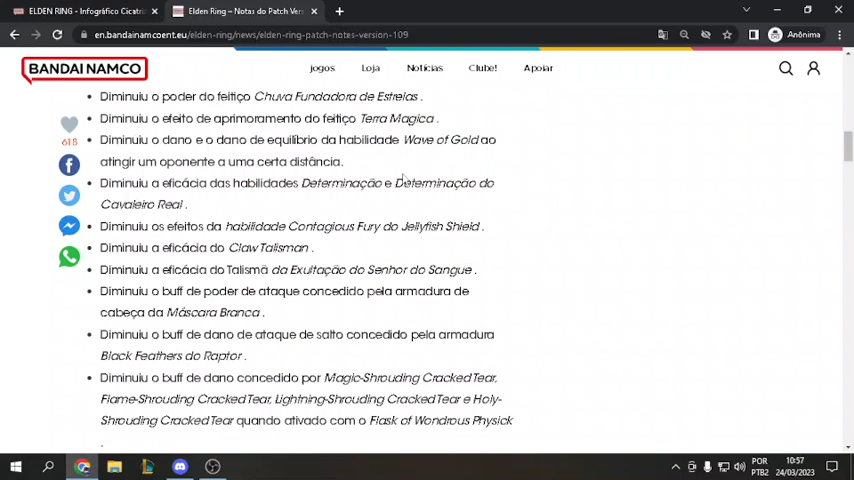 ELDEN RING - Infográfico Cicatri
Elden Ring – Notas do Patch Vers
en.bandainamcoent.eu/elden-ring/news/elden-ring-patch-notes-version-109
Anônima
BANDAI NAMCO
jogos Loja Notícias Clube! Apoiar
Diminuiu o poder do feitiço Chuva Fundadora de Estrelas .
Diminuiu o efeito de aprimoramento do feitiço Terra Magica .
618
Diminuiu o dano e o dano de equilíbrio da habilidade Wave of Gold ao
atingir um oponente a uma certa distância.
Diminuiu a eficácia das habilidades Determinação e Determinação do
Cavaleiro Real .
Diminuiu os efeitos da habilidade Contagious Fury do Jellyfish Shield .
Diminuiu a eficácia do Claw Talisman .
Diminuiu a eficácia do Talismã da Exultação do Senhor do Sangue .
Diminuiu o buff de poder de ataque concedido pela armadura de
cabeça da Máscara Branca .
Diminuiu o buff de dano de ataque de salto concedido pela armadura
Black Feathers do Raptor .
Diminuiu o buff de dano concedido por Magic-Shrouding Cracked Tear,
Flame-Shrouding Cracked Tear, Lightning-Shrouding Cracked Tear e Holy-
Shrouding Cracked Tear quando ativado com o Flask of Wondrous Physick
.
POR
PTB2
10:57
24/03/2023